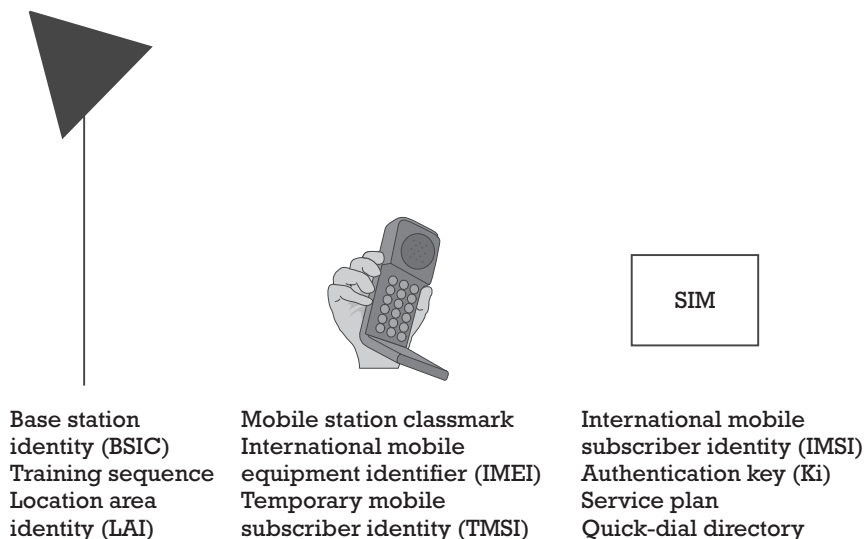 SIM
Base station
identity (BSIC)
Training sequence
Location area
identity (LAI)
Mobile station classmark
International mobile
equipment identifier (IMEI)
Temporary mobile
subscriber identity (TMSI)
International mobile
subscriber identity (IMSI)
Authentication key (Ki)
Service plan
Quick-dial directory